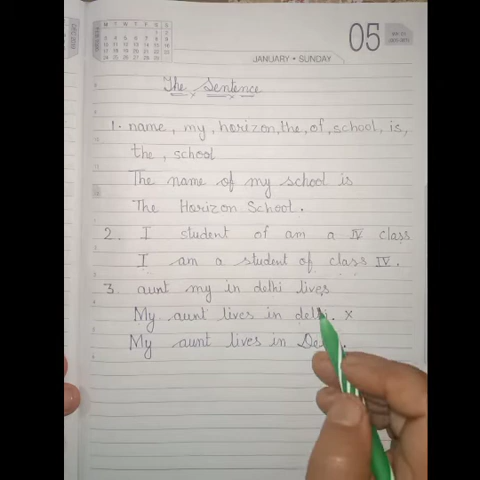 05
JANUARY • SUNDAY
The Sentence
1. name, my, horizon, the, of, school, is,
the, school
The name of my school is
The Horizon School.
2. I student of am a IV class
I am a student of class IV.
3 aunt my in delhi lives
My aunt lives in delhi. x
My aunt lives in